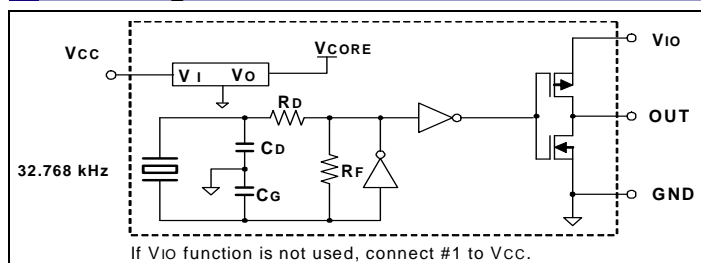 VCC
VI VO
VCORE
VIO
RD
OUT
CD
32.768 kHz
RF
CG
GND
If VIO function is not used, connect #1 to VCC.